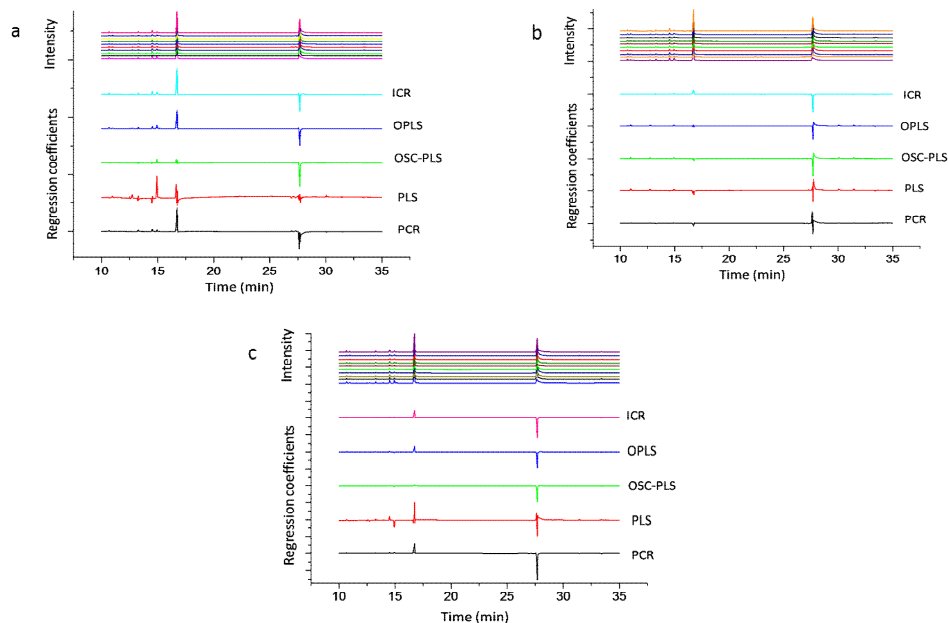 a
Intensity
Regression coefficients
ICR
OPLS
OSC-PLS
PLS
PCR
10 15 20 25 30 35
Time (min)
b
Intensity
Regression coefficients
ICR
OPLS
OSC-PLS
PLS
PCR
10 15 20 25 30 35
Time (min)
c
Intensity
Regression coefficients
ICR
OPLS
OSC-PLS
PLS
PCR
10 15 20 25 30 35
Time (min)